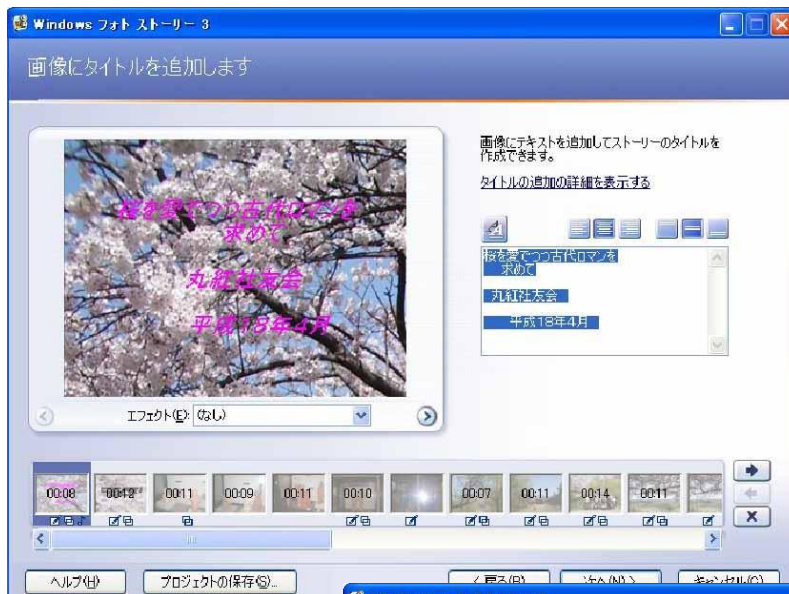 Windows フォト ストーリー 3
画像にタイトルを追加します
画像にテキストを追加してストーリーのタイトルを
作成できます。
タイトルの追加の詳細を表示する
桜を愛でつつ古代ロマンを
求めて
丸紅社友会
平成18年4月
桜を愛でつつ古代ロマンを
求めて
丸紅社友会
平成18年4月
エフェクト(E): (なし)
00:08 00:12 00:11 00:09 00:11 00:10 00:07 00:11 00:14 00:11
ヘルプ(H) プロジェクトの保存(S)... < 戻る(B) 次へ(N) > キャンセル(C)